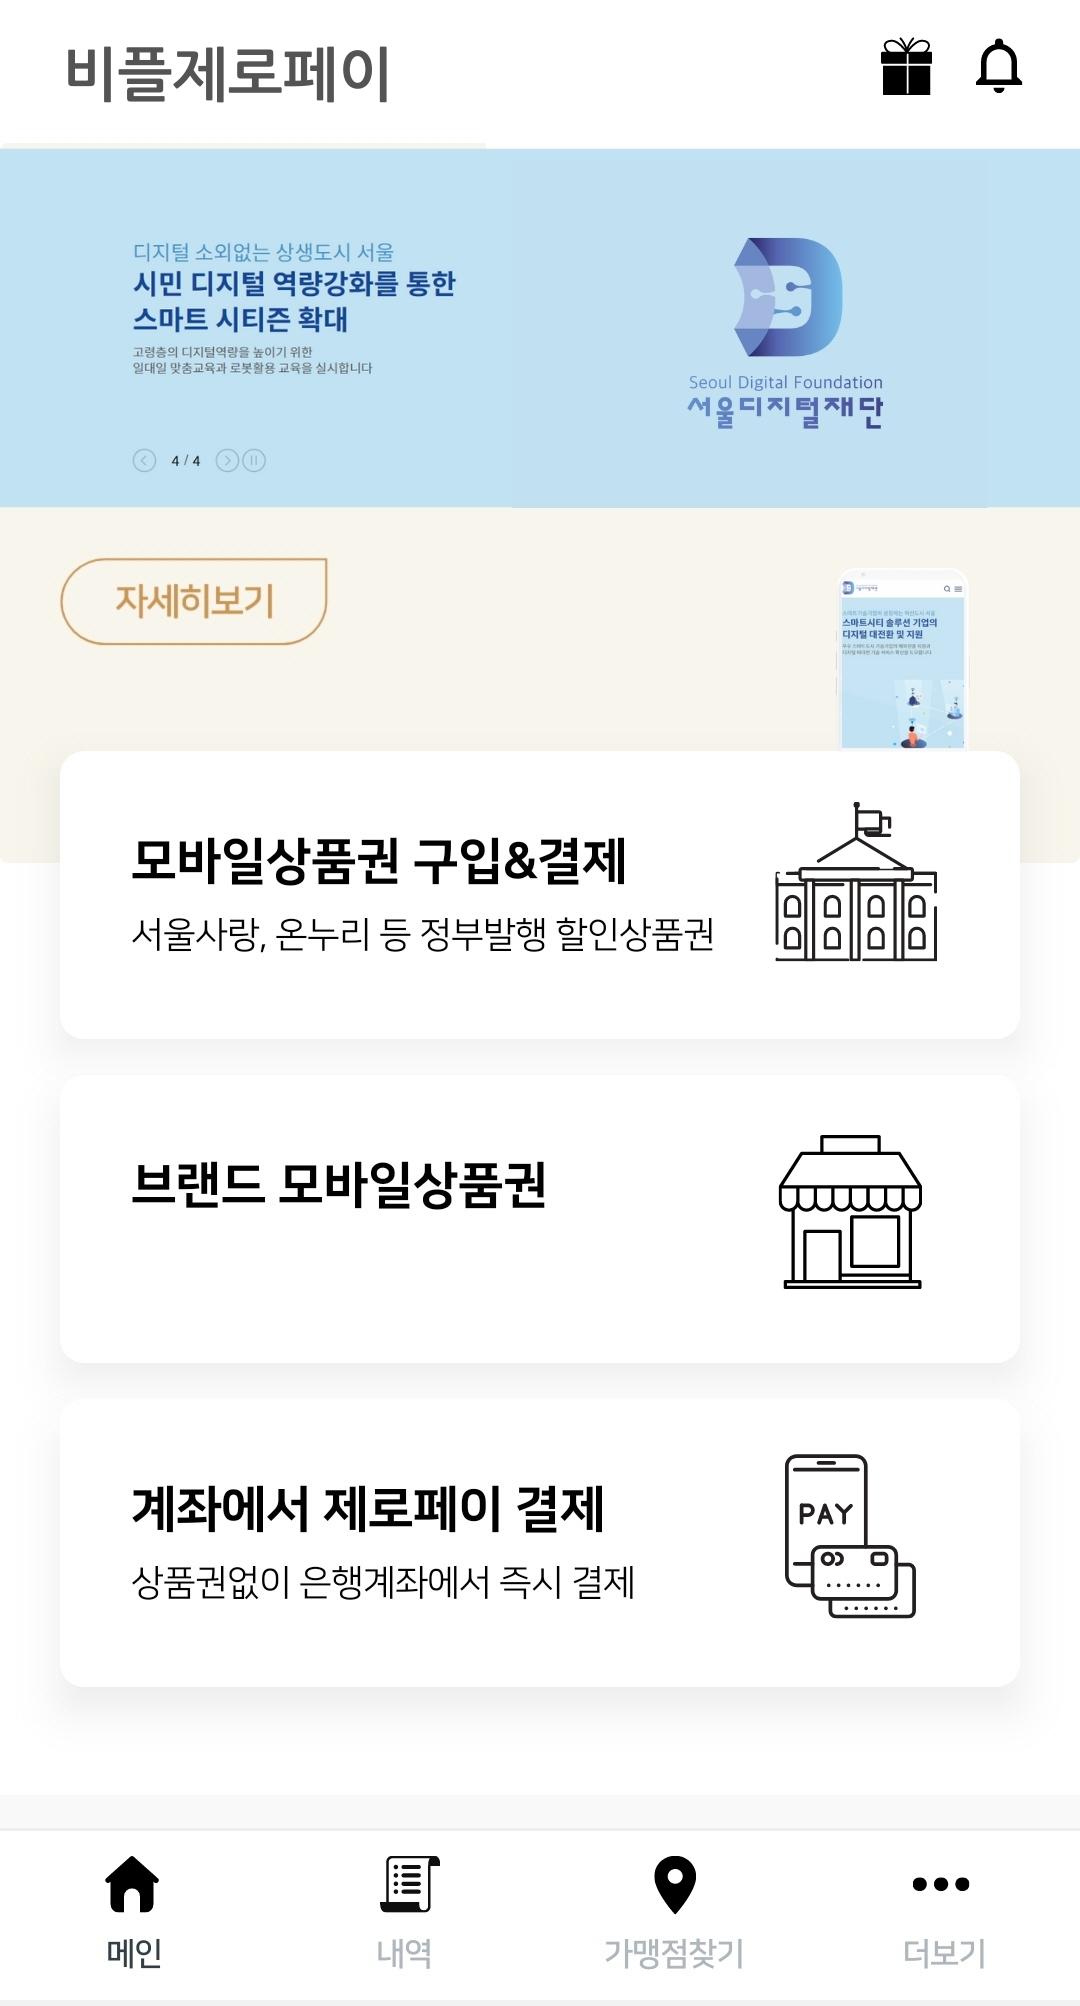 비플제로페이
디지털 소외없는 상생도시 서울
시민 디지털 역량강화를 통한
스마트 시티즌 확대
고령층의 디지털역량을 높이기 위한
일대일 맞춤교육과 로봇활용 교육을 실시합니다
4 / 4
Seoul Digital Foundation
서울디지털재단
자세히보기
스마트시티 솔루션 기업의
디지털 대전환 및 지원
모바일상품권 구입&결제
서울사랑, 온누리 등 정부발행 할인상품권
브랜드 모바일상품권
계좌에서 제로페이 결제
상품권없이 은행계좌에서 즉시 결제
PAY
메인
내역
가맹점찾기
더보기